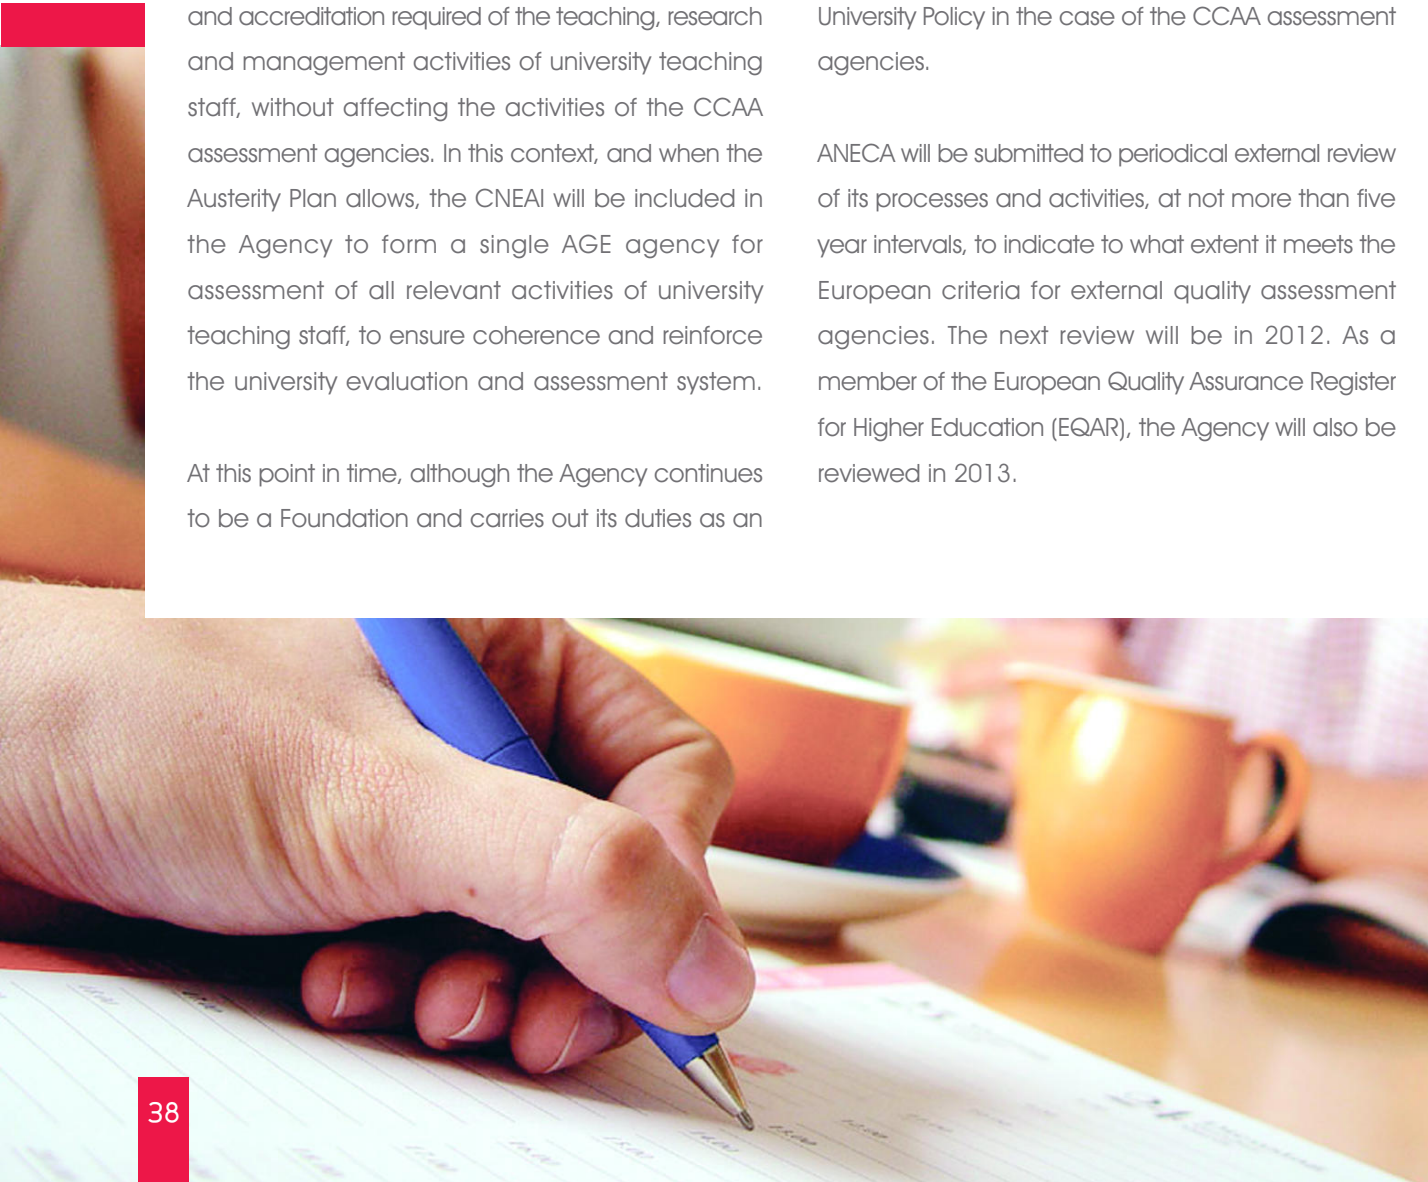 and accreditation required of the teaching, research
and management activities of university teaching
staff, without affecting the activities of the CCAA
assessment agencies. In this context, and when the
Austerity Plan allows, the CNEAI will be included in
the Agency to form a single AGE agency for
assessment of all relevant activities of university
teaching staff, to ensure coherence and reinforce
the university evaluation and assessment system.
At this point in time, although the Agency continues
to be a Foundation and carries out its duties as an
University Policy in the case of the CCAA assessment
agencies.
ANECA will be submitted to periodical external review
of its processes and activities, at not more than five
year intervals, to indicate to what extent it meets the
European criteria for external quality assessment
agencies. The next review will be in 2012. As a
member of the European Quality Assurance Register
for Higher Education (EQAR), the Agency will also be
reviewed in 2013.
38